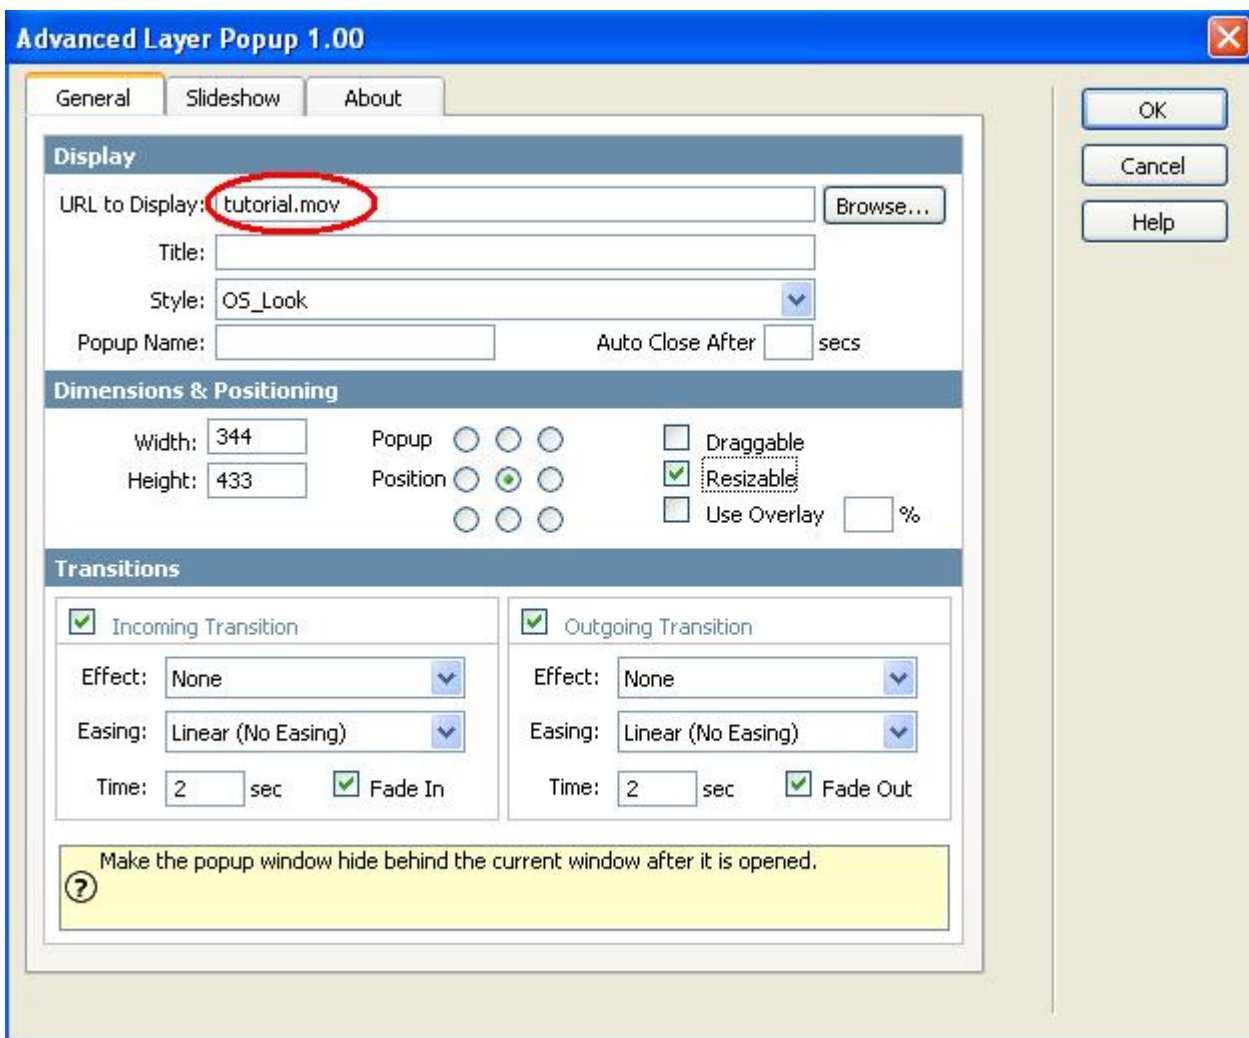 Advanced Layer Popup 1.00
General Slideshow About
OK
Cancel
Help
Display
URL to Display: tutorial.mov Browse...
Title:
Style: OS_Look
Popup Name: Auto Close After secs
Dimensions & Positioning
Width: 344 Popup Draggable
Height: 433 Position Resizable
Use Overlay %
Transitions
Incoming Transition Outgoing Transition
Effect: None Effect: None
Easing: Linear (No Easing) Easing: Linear (No Easing)
Time: 2 sec Fade In Time: 2 sec Fade Out
Make the popup window hide behind the current window after it is opened.
?